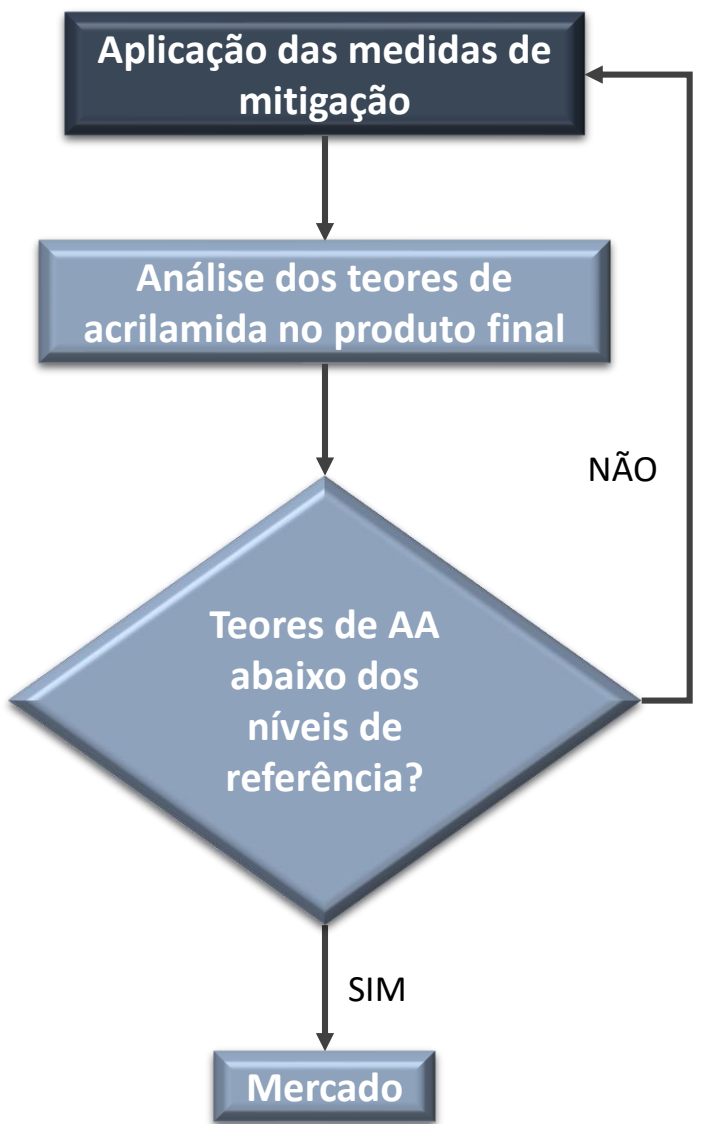 Aplicação das medidas de
mitigação
Análise dos teores de
acrilamida no produto final
NÃO
Teores de AA
abaixo dos
níveis de
referência?
SIM
Mercado